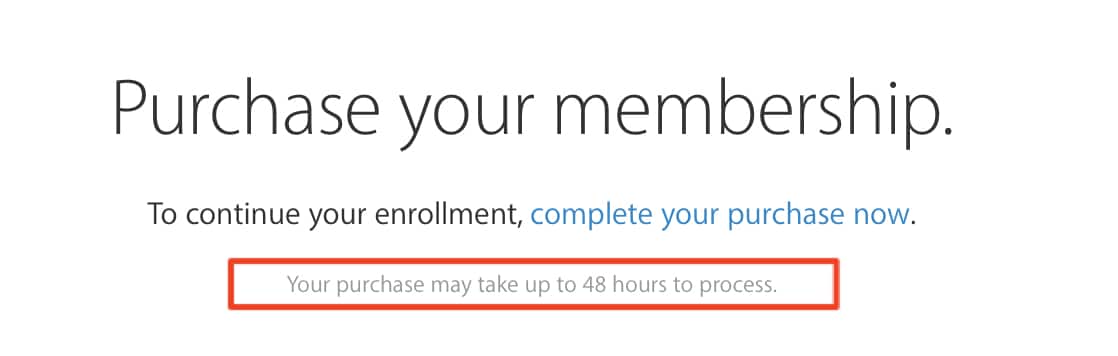 Purchase your membership.
To continue your enrollment, complete your purchase now.
Your purchase may take up to 48 hours to process.